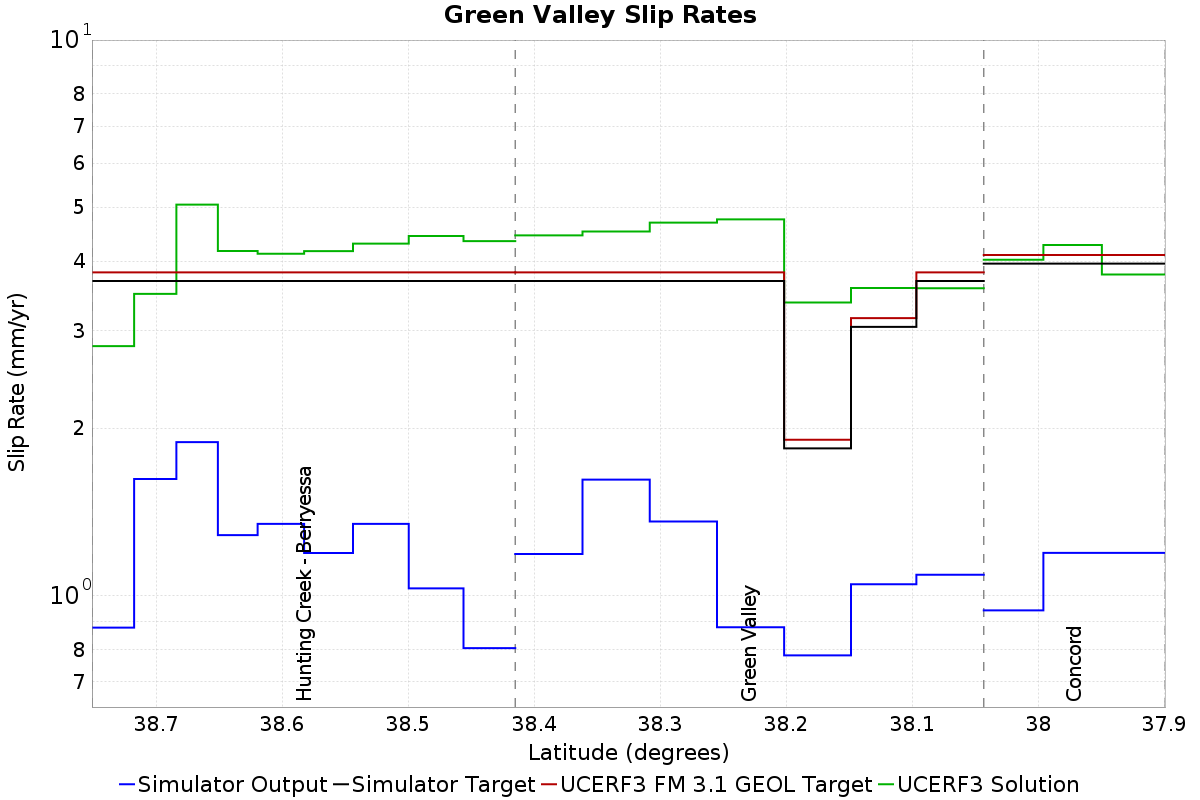 Green Valley Slip Rates
Slip Rate (mm/yr)
10^1
8
7
6
5
4
3
2
10^0
8
7
Hunting Creek - Berryessa
Green Valley
Concord
38.7 38.6 38.5 38.4 38.3 38.2 38.1 38 37.9
Latitude (degrees)
Simulator Output Simulator Target UCERF3 FM 3.1 GEOL Target UCERF3 Solution